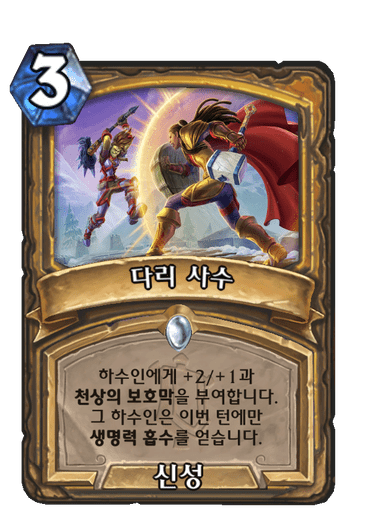 3
다리 사수
하수인에게 +2/+1과
천상의 보호막을 부여합니다.
그 하수인은 이번 턴에만
생명력 흡수를 얻습니다.
신성